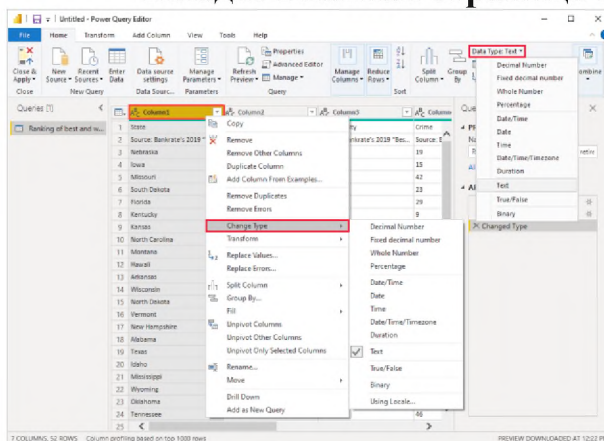 Untitled - Power Query Editor
File Home Transform Add Column View Tools Help
Close & Apply
New Source
Recent Sources
Enter Data
Data source settings
Manage Parameters
Refresh Preview
Properties
Advanced Editor
Manage
Manage Columns
Reduce Rows
Split Column
Group By
Data Type: Text
Close
New Query
Data Sourc...
Parameters
Query
Sort
Decimal Number
Fixed decimal number
Whole Number
Percentage
Date/Time
Date
Time
Date/Time/Timezone
Duration
Text
True/False
Binary
Queries [1]
Ranking of best and w...
Column1 Column2 Column3
1 State Crime
2 Source: Bankrate's 2019 "
3 Nebraska 19
4 Iowa 15
5 Missouri 42
6 South Dakota 23
7 Florida 29
8 Kentucky 9
9 Kansas
10 North Carolina
11 Montana
12 Hawaii
13 Arkansas
14 Wisconsin
15 North Dakota
16 Vermont
17 New Hampshire
18 Alabama
19 Texas
20 Idaho
21 Mississippi
22 Wyoming
23 Oklahoma
24 Tennessee 46
25
Copy
Remove
Remove Other Columns
Duplicate Column
Add Column From Examples...
Remove Duplicates
Remove Errors
Change Type
Transform
Replace Values...
Replace Errors...
Split Column
Group By...
Fill
Unpivot Columns
Unpivot Other Columns
Unpivot Only Selected Columns
Rename...
Move
Drill Down
Add as New Query
Decimal Number
Fixed decimal number
Whole Number
Percentage
Date/Time
Date
Time
Date/Time/Timezone
Duration
Text
True/False
Binary
Using Locale...
Changed Type
7 COLUMNS, 52 ROWS Column profiling based on top 1000 rows
PREVIEW DOWNLOADED AT 12:22 P